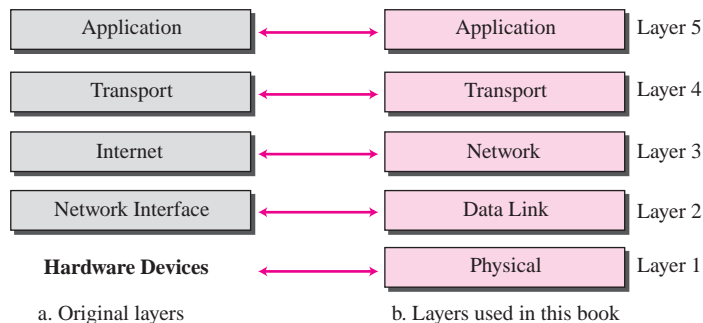 Application Application Layer 5
Transport Transport Layer 4
Internet Network Layer 3
Network Interface Data Link Layer 2
Hardware Devices Physical Layer 1
a. Original layers b. Layers used in this book